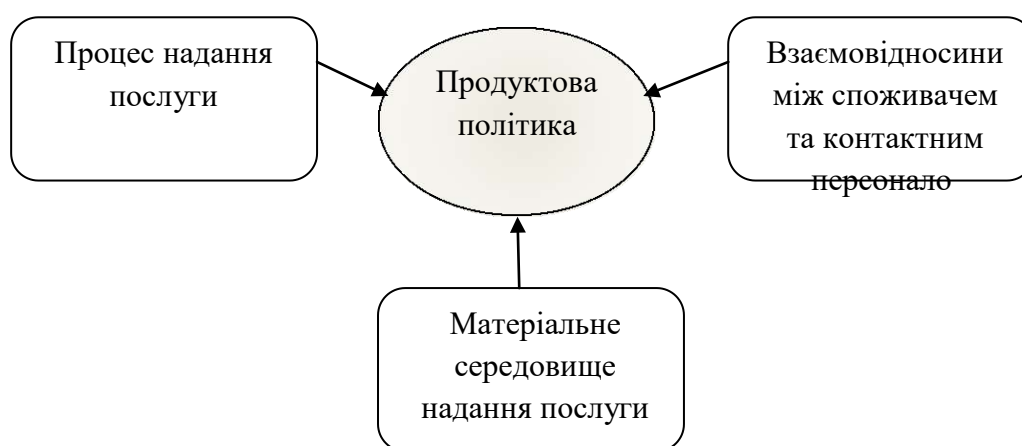 Процес надання
послуги
Продуктова
політика
Взаємовідносини
між споживачем
та контактним
персонало
Матеріальне
середовище
надання послуги